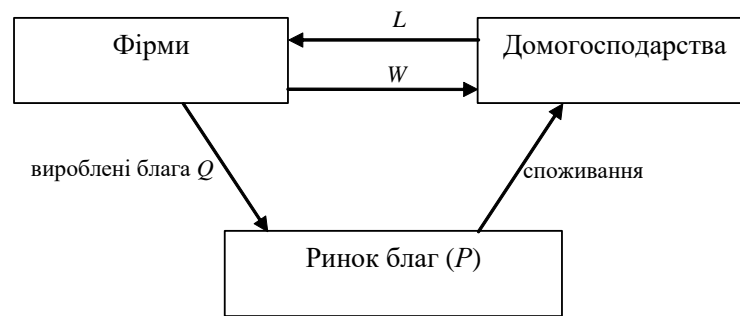 L
Фірми
Домогосподарства
W
вироблені блага Q
споживання
Ринок благ (P)